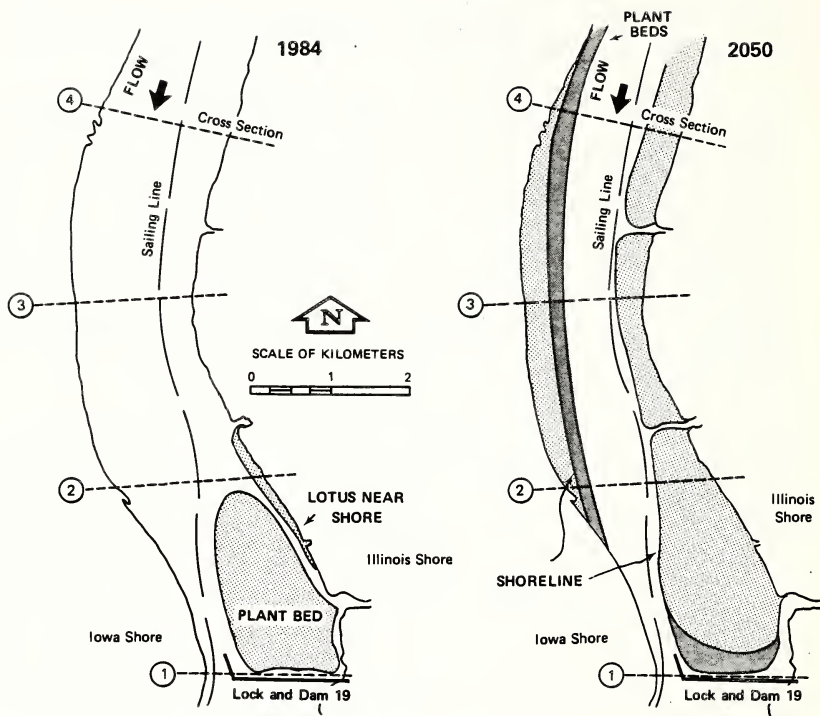 1984
FLOW
4
Cross Section
Sailing Line
3
N
SCALE OF KILOMETERS
0 1 2
2
LOTUS NEAR
SHORE
Illinois Shore
PLANT BED
Iowa Shore
1
Lock and Dam 19
PLANT
BEDS
2050
FLOW
4
Cross Section
Sailing Line
3
2
Illinois
Shore
SHORELINE
Iowa Shore
1
Lock and Dam 19